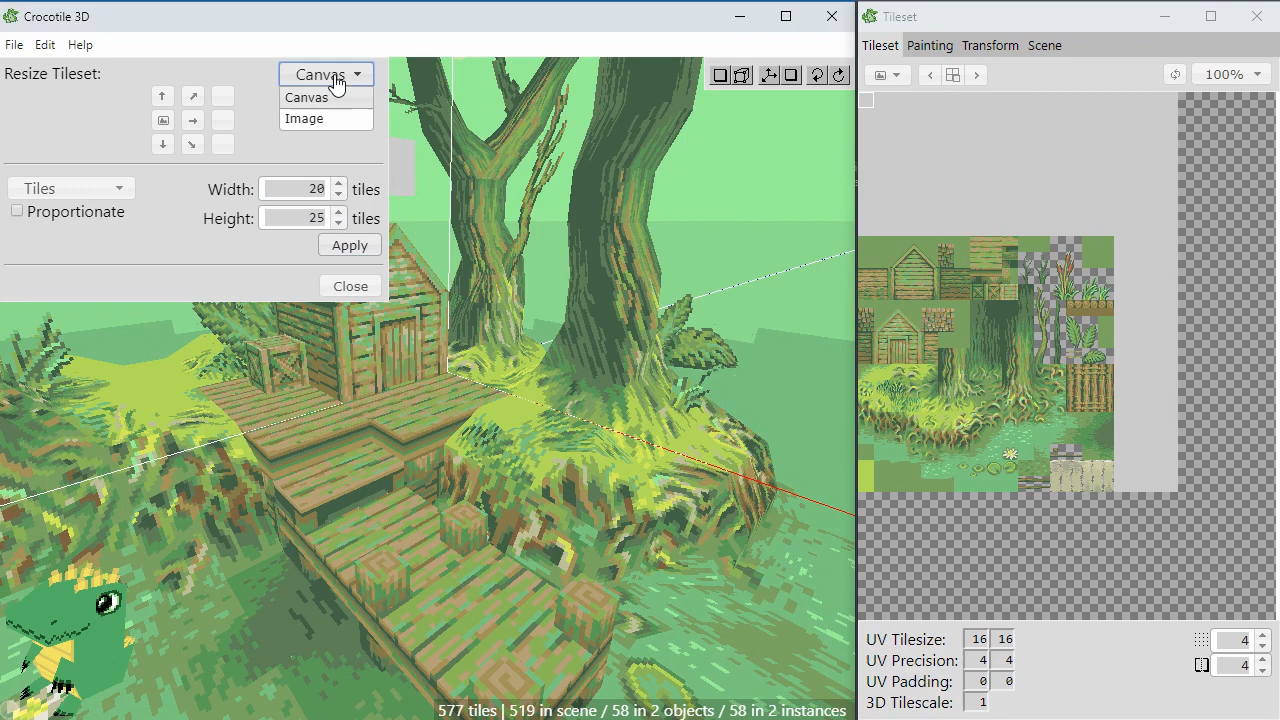 Crocotile 3D
File Edit Help
Resize Tileset:
Canvas
Canvas
Image
Tiles
Width: 20 tiles
Proportionate
Height: 25 tiles
Apply
Close
577 tiles | 519 in scene / 58 in 2 objects / 58 in 2 instances
Tileset
Tileset Painting Transform Scene
100%
UV Tilesize: 16 16
4
UV Precision: 4 4
4
UV Padding: 0 0
3D Tilescale: 1